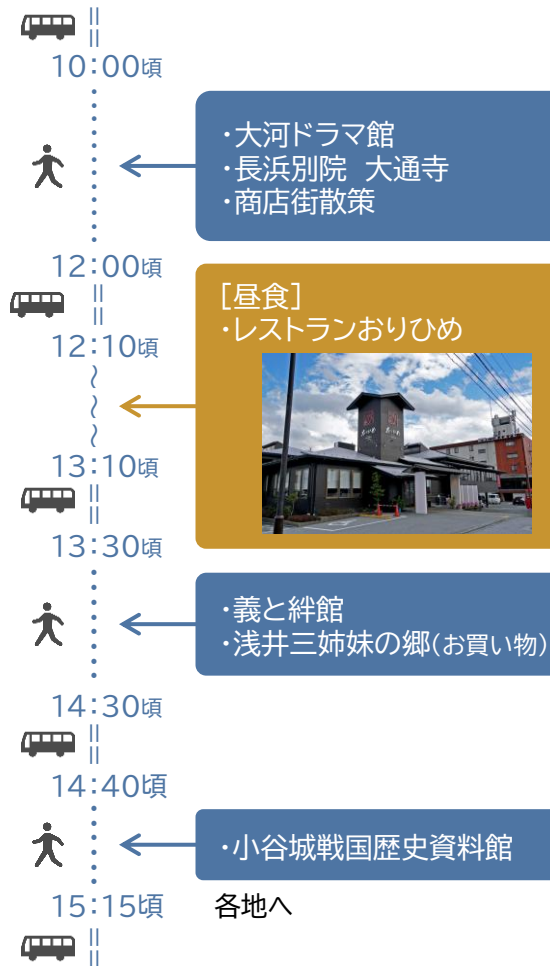 10:00頃
・大河ドラマ館
・長浜別院 大通寺
・商店街散策
12:00頃
[昼食]
・レストランおりひめ
12:10頃
13:10頃
13:30頃
・義と絆館
・浅井三姉妹の郷(お買い物)
14:30頃
14:40頃
・小谷城戦国歴史資料館
15:15頃
各地へ